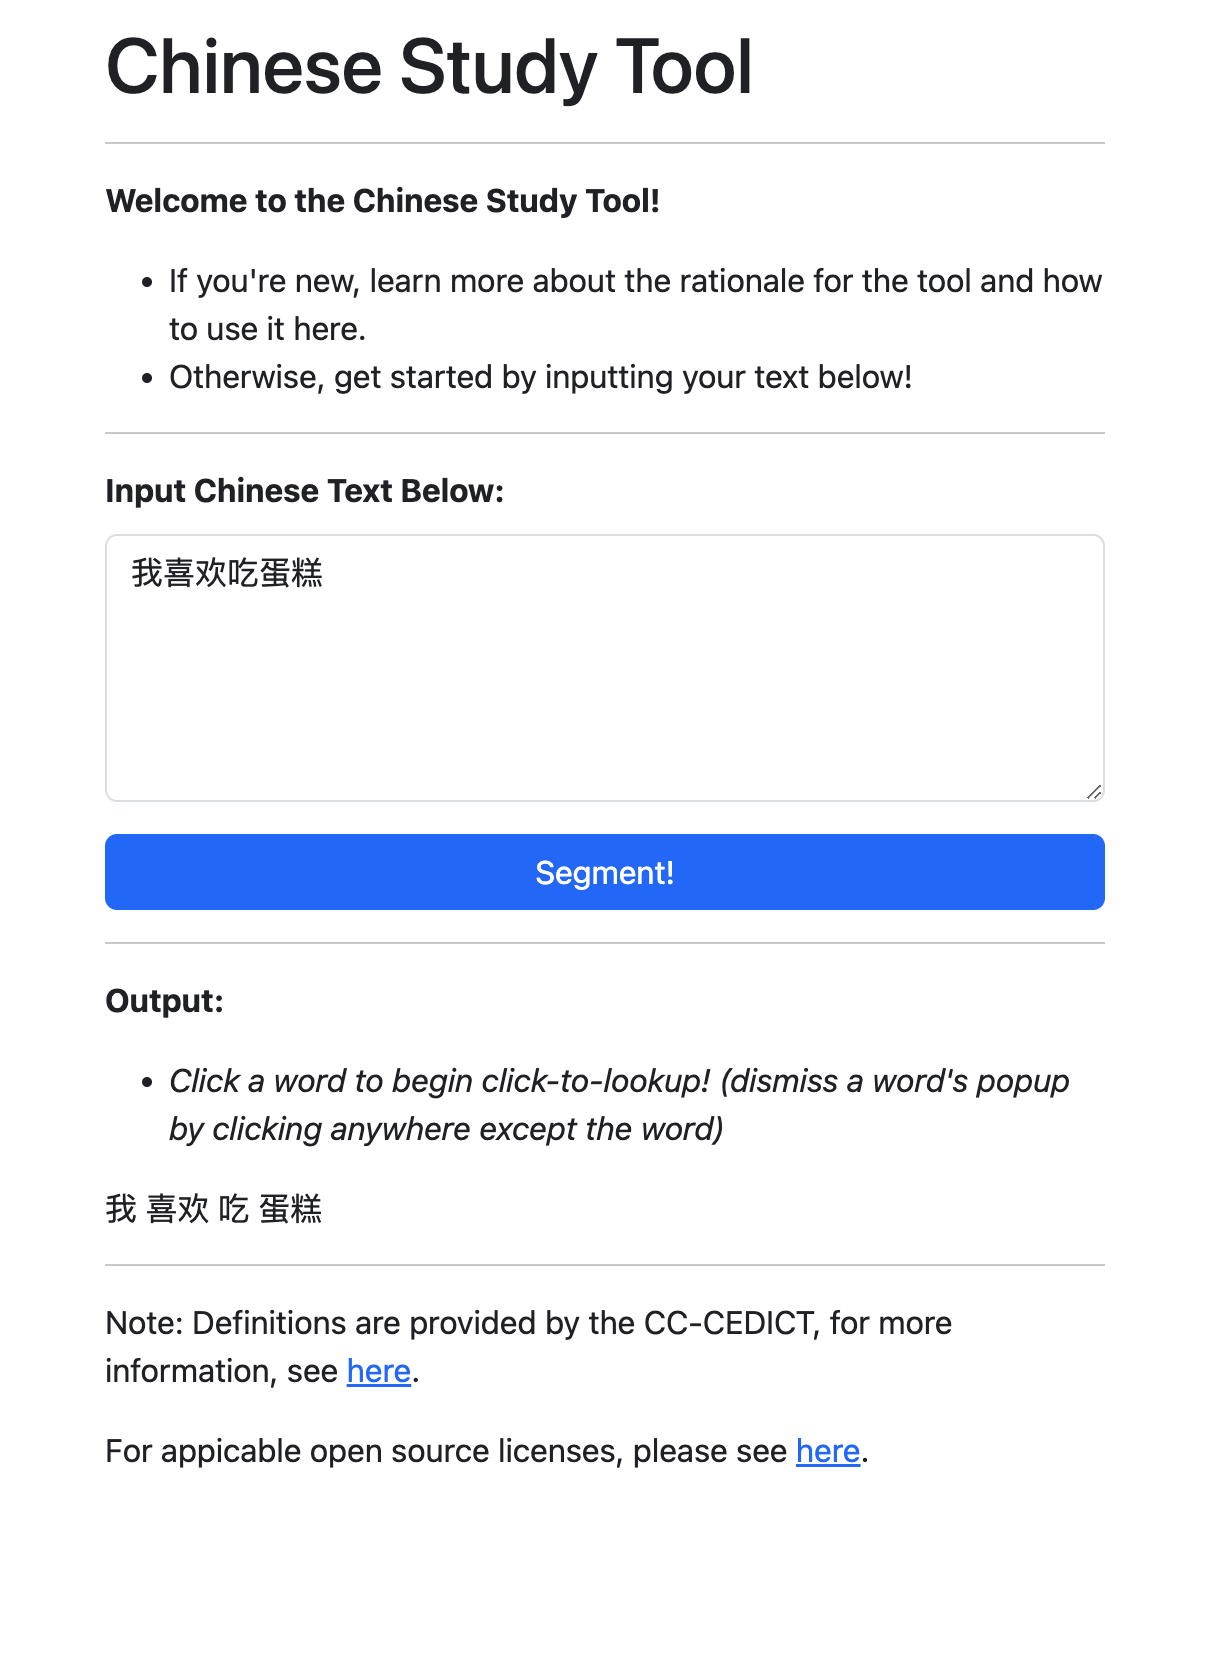 Chinese Study Tool
Welcome to the Chinese Study Tool!
• If you're new, learn more about the rationale for the tool and how
to use it here.
• Otherwise, get started by inputting your text below!
Input Chinese Text Below:
我喜欢吃蛋糕
Segment!
Output:
• Click a word to begin click-to-lookup! (dismiss a word's popup
by clicking anywhere except the word)
我 喜欢 吃 蛋糕
Note: Definitions are provided by the CC-CEDICT, for more
information, see here.
For appicable open source licenses, please see here.